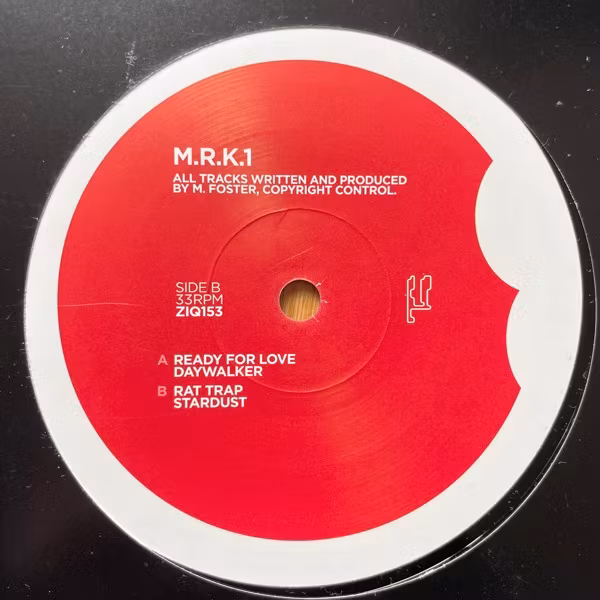 M.R.K.1
ALL TRACKS WRITTEN AND PRODUCED
BY M. FOSTER, COPYRIGHT CONTROL.
SIDE B
33RPM
ZIQ153
A READY FOR LOVE
DAYWALKER
B RAT TRAP
STARDUST